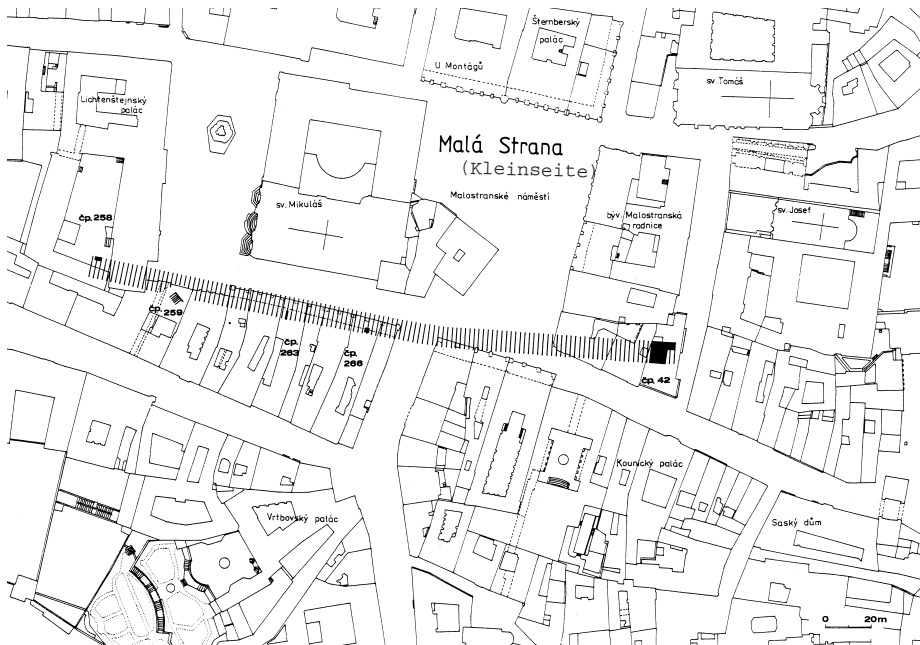 Šternberský
palác
U Montágů
sv. Tomáš
Lichtenštejnský
palác
Malá Strana
(Kleinseite)
Malostranské náměstí
sv. Mikuláš
býv. Malostranská
radnice
sv. Josef
čp. 258
čp. 259
čp.
263
čp.
266
čp. 42
Kounický palác
Vrtbovský palác
Saský dům
0 20m